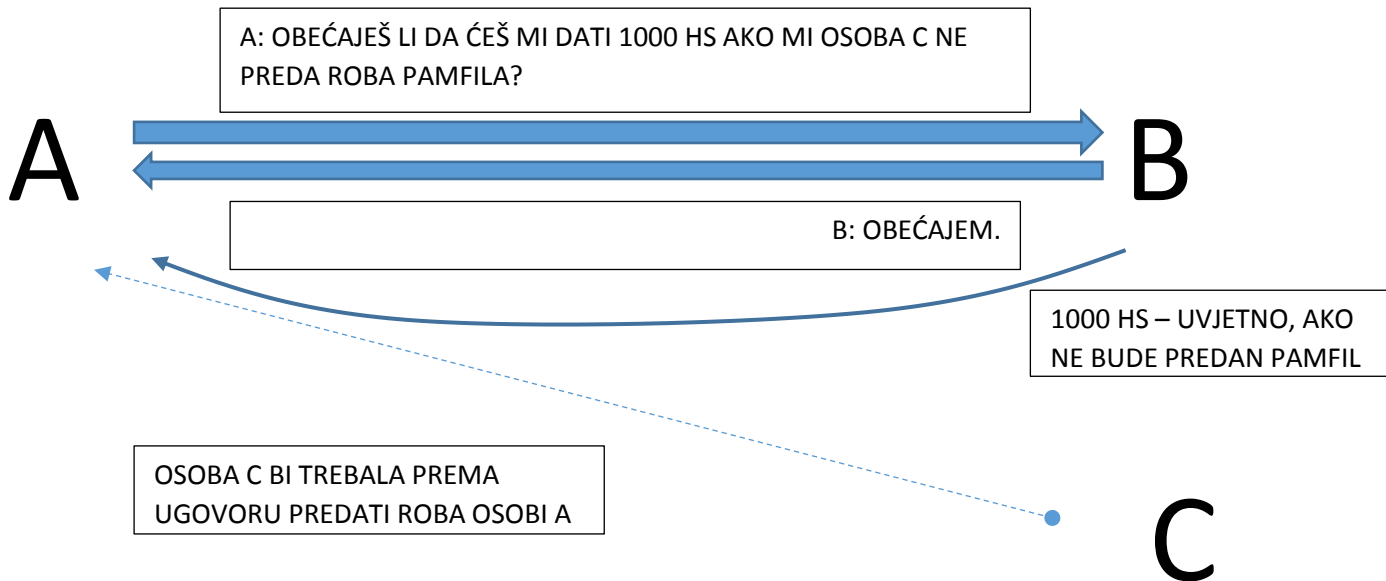 A: OBEĆAJEŠ LI DA ĆEŠ MI DATI 1000 HS AKO MI OSOBA C NE
PREDA ROBA PAMFILA?
A
B
B: OBEĆAJEM.
1000 HS – UVJETNO, AKO
NE BUDE PREDAN PAMFIL
OSOBA C BI TREBALA PREMA
UGOVORU PREDATI ROBA OSOBI A
C